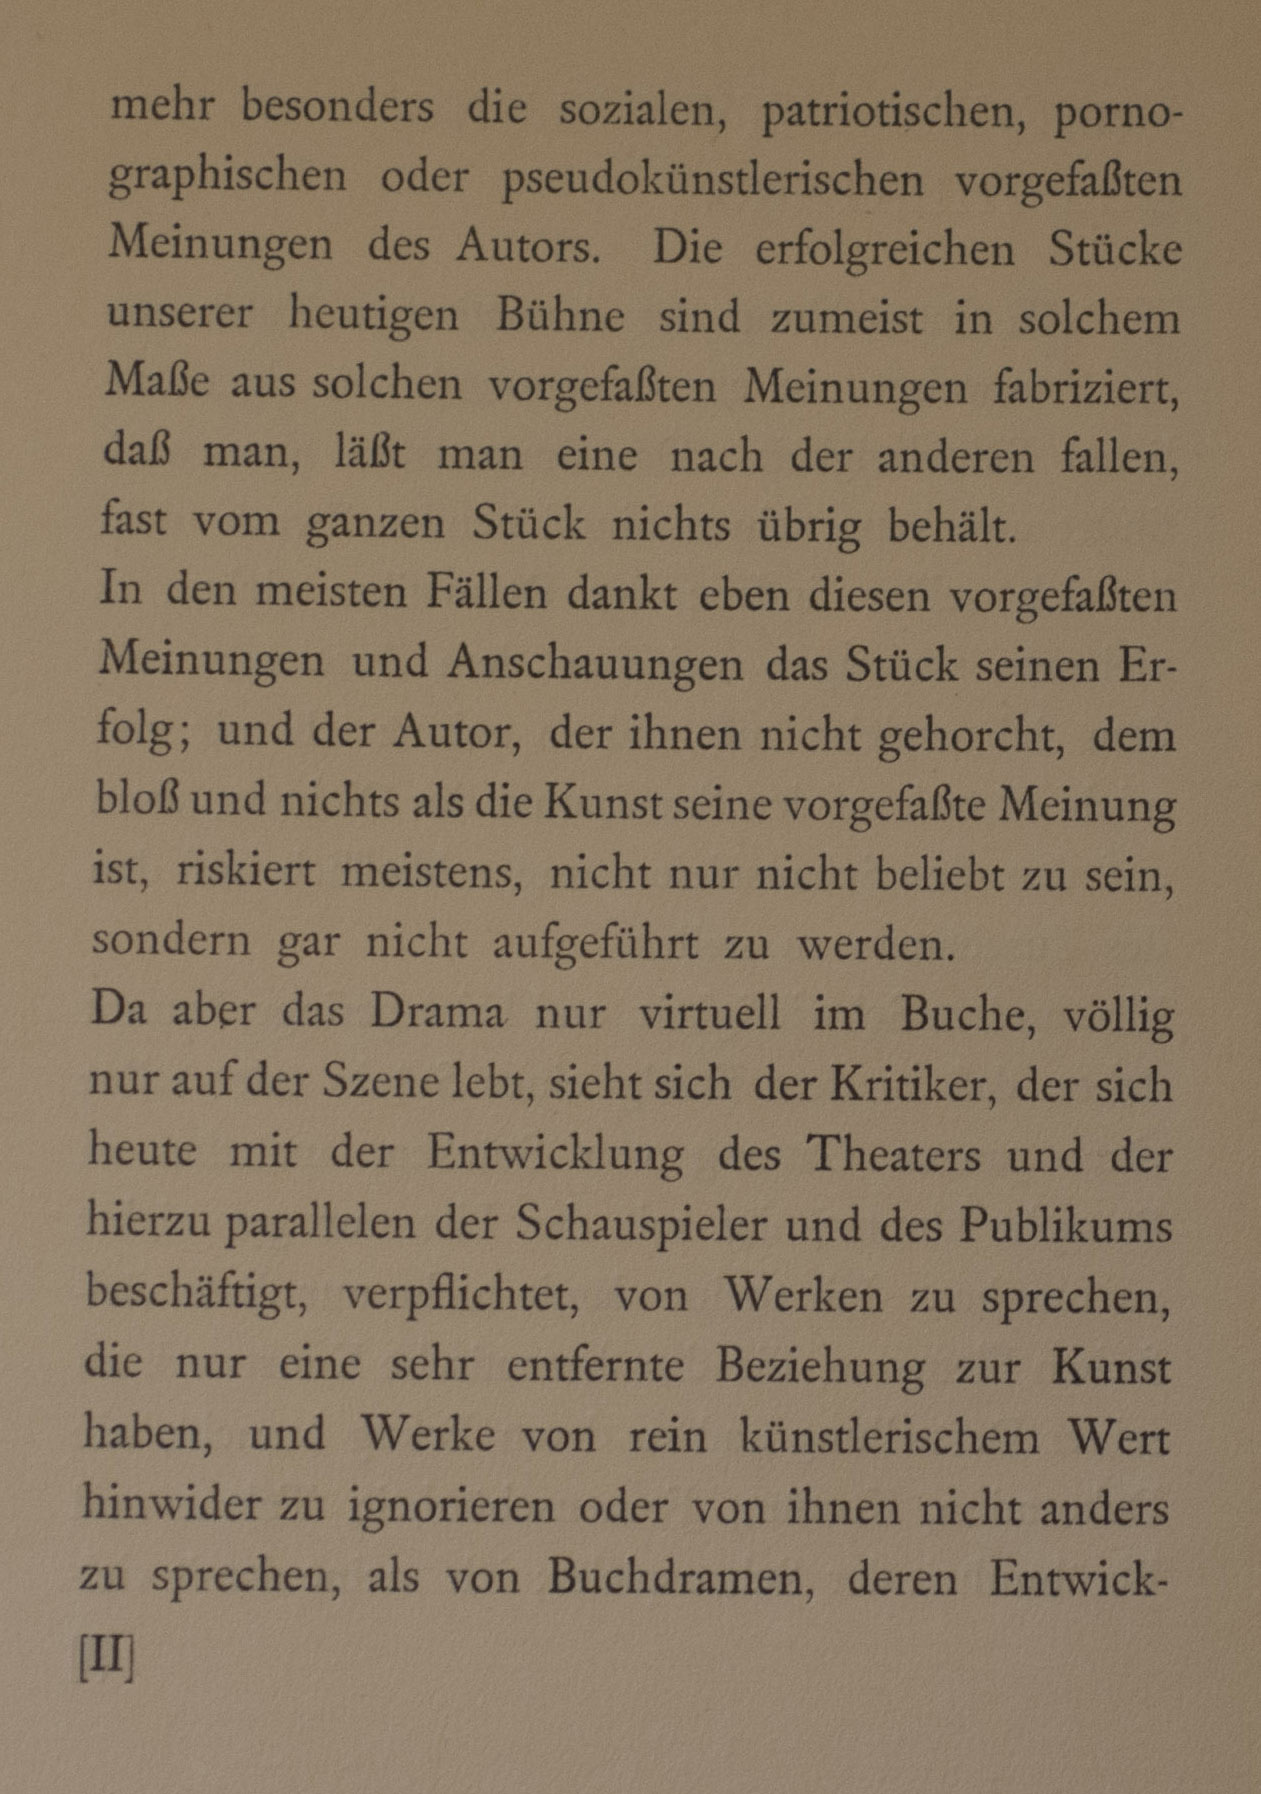 mehr besonders die sozialen, patriotischen, porno-
graphischen oder pseudokünstlerischen vorgefaßten
Meinungen des Autors. Die erfolgreichen Stücke
unserer heutigen Bühne sind zumeist in solchem
Maße aus solchen vorgefaßten Meinungen fabriziert,
daß man, läßt man eine nach der anderen fallen,
fast vom ganzen Stück nichts übrig behält.
In den meisten Fällen dankt eben diesen vorgefaßten
Meinungen und Anschauungen das Stück seinen Er-
folg; und der Autor, der ihnen nicht gehorcht, dem
bloß und nichts als die Kunst seine vorgefaßte Meinung
ist, riskiert meistens, nicht nur nicht beliebt zu sein,
sondern gar nicht aufgeführt zu werden.
Da aber das Drama nur virtuell im Buche, völlig
nur auf der Szene lebt, sieht sich der Kritiker, der sich
heute mit der Entwicklung des Theaters und der
hierzu parallelen der Schauspieler und des Publikums
beschäftigt, verpflichtet, von Werken zu sprechen,
die nur eine sehr entfernte Beziehung zur Kunst
haben, und Werke von rein künstlerischem Wert
hinwider zu ignorieren oder von ihnen nicht anders
zu sprechen, als von Buchdramen, deren Entwick-
[II]